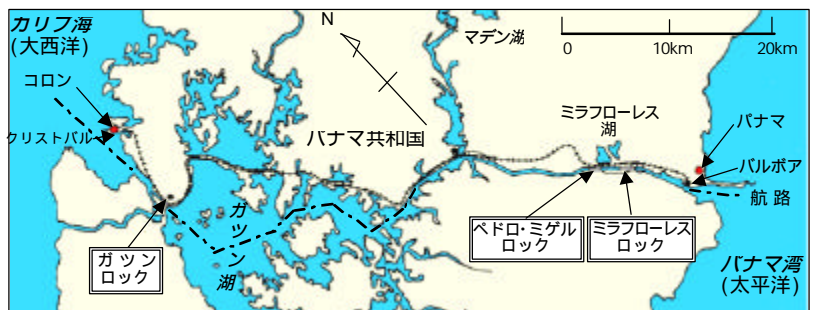 カリブ海
(大西洋)
コロン
クリストバル
N
マデン湖
0 10km 20km
パナマ共和国
ミラフローレス
湖
パナマ
バルボア
航 路
ガツン湖
ガ ツ ン
ロック
ペドロ・ミゲル
ロック
ミラフローレス
ロック
パナマ湾
(太平洋)